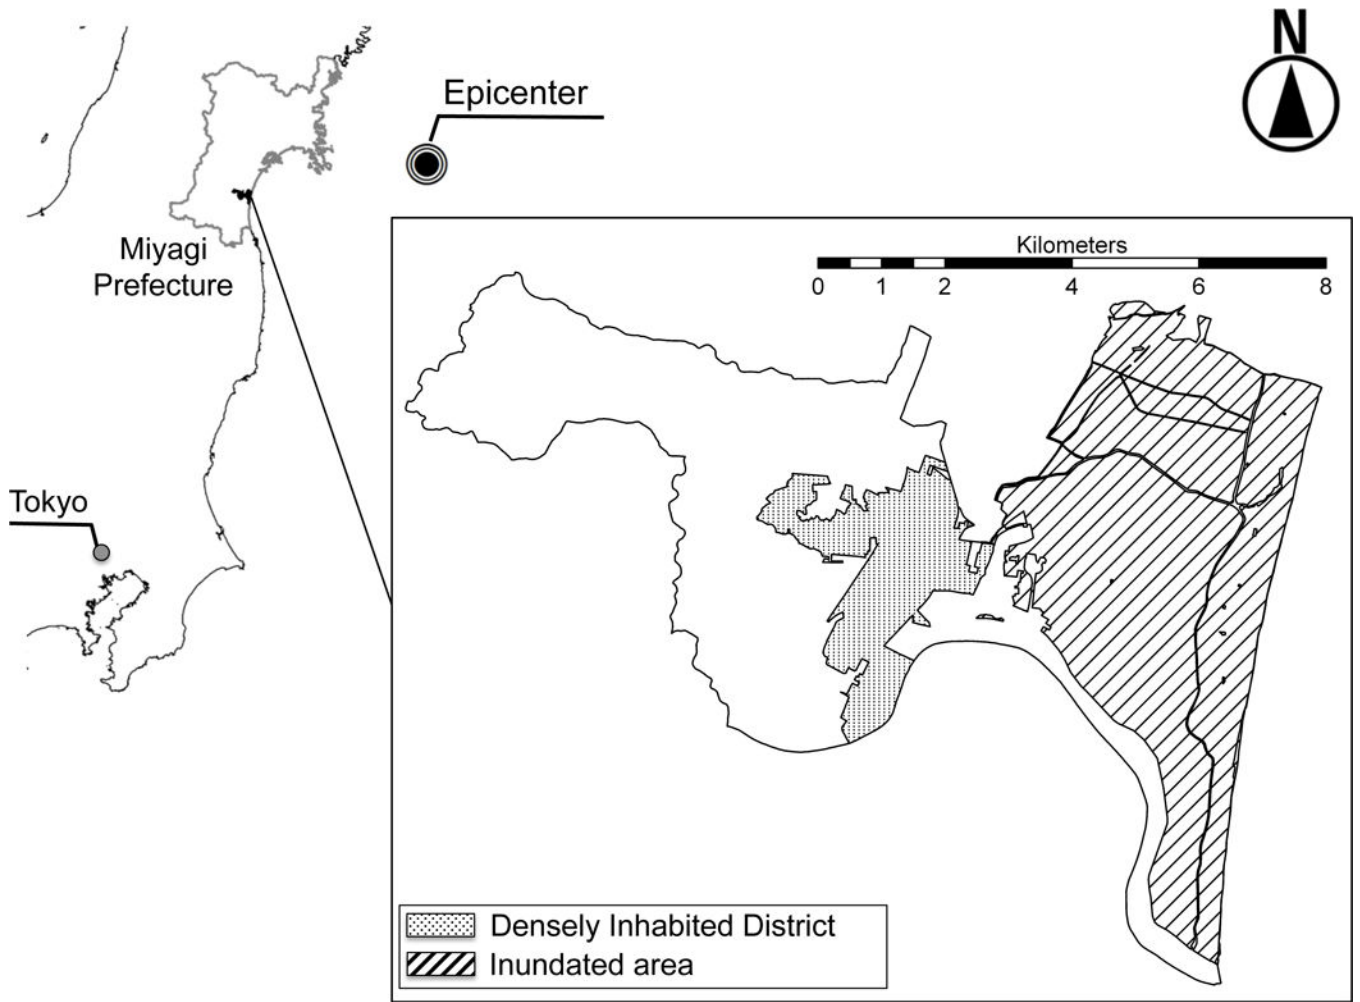 N
Epicenter
Miyagi
Prefecture
Kilometers
0 1 2 4 6 8
Tokyo
Densely Inhabited District
Inundated area